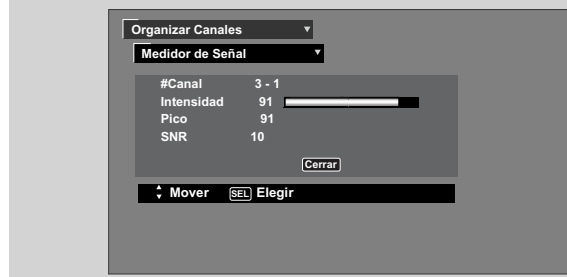 Organizar Canales
Medidor de Señal
#Canal 3 - 1
Intensidad 91
Pico 91
SNR 10
Cerrar
Mover SEL Elegir